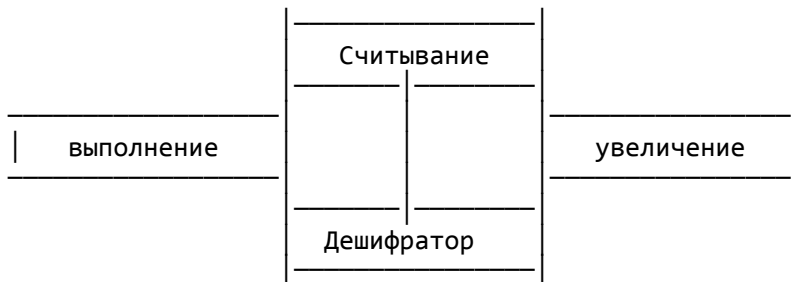 Считывание
выполнение увеличение
Дешифратор